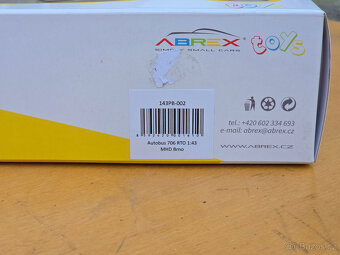 ABREX toys
SIMPLY SMALL CARS
143PB-002
Autobus 706 RTO 1:43
MHD Brno
tel.: +420 602 334 693
e-mail: abrex@abrex.cz
WWW.ABREX.CZ